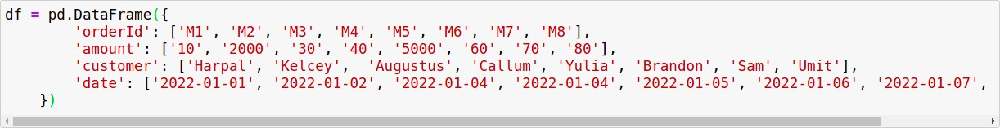 df = pd.DataFrame({
        'orderId': ['M1', 'M2', 'M3', 'M4', 'M5', 'M6', 'M7', 'M8'],
        'amount': ['10', '2000', '30', '40', '5000', '60', '70', '80'],
        'customer': ['Harpal', 'Kelcey',  'Augustus', 'Callum', 'Yulia', 'Brandon', 'Sam', 'Umit'],
        'date': ['2022-01-01', '2022-01-02', '2022-01-04', '2022-01-04', '2022-01-05', '2022-01-06', '2022-01-07',
    })